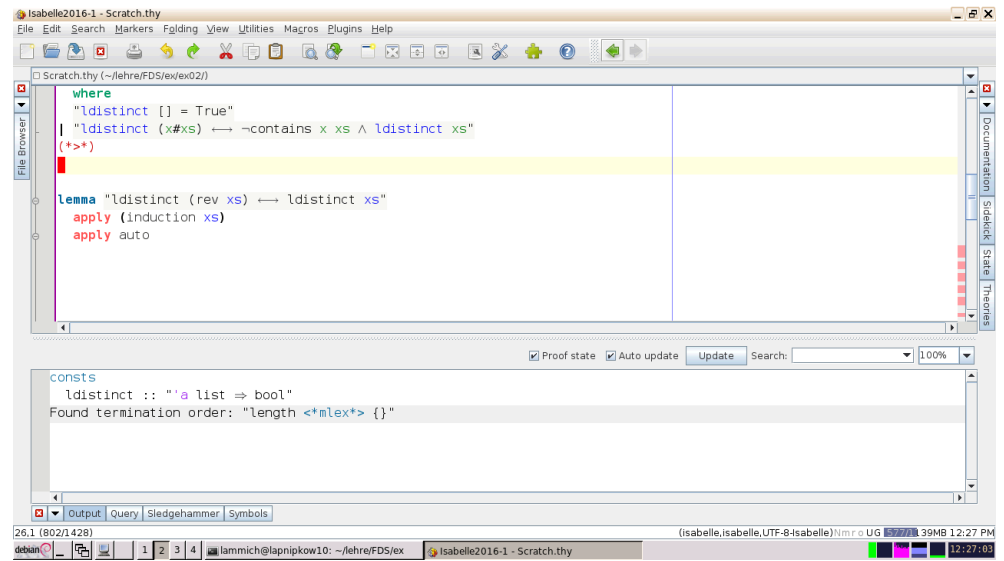 Isabelle2016-1 - Scratch.thy
File Edit Search Markers Folding View Utilities Macros Plugins Help
Scratch.thy (~/lehre/FDS/ex/ex02/)
File Browser
where
"ldistinct [] = True"
| "ldistinct (x#xs) ⟷ ¬contains x xs ∧ ldistinct xs"
(*>*)
lemma "ldistinct (rev xs) ⟷ ldistinct xs"
apply (induction xs)
apply auto
Documentation
Sidekick
State
Theories
Proof state Auto update Update Search: 100%
consts
ldistinct :: "'a list ⇒ bool"
Found termination order: "length <*mlex*> {}"
Output Query Sledgehammer Symbols
26,1 (802/1428) (isabelle,isabelle,UTF-8-Isabelle) N m r o UG 39MB 12:27 PM
debian 1 2 3 4 lammich@lapnipkow10: ~/lehre/FDS/ex Isabelle2016-1 - Scratch.thy 12:27:03